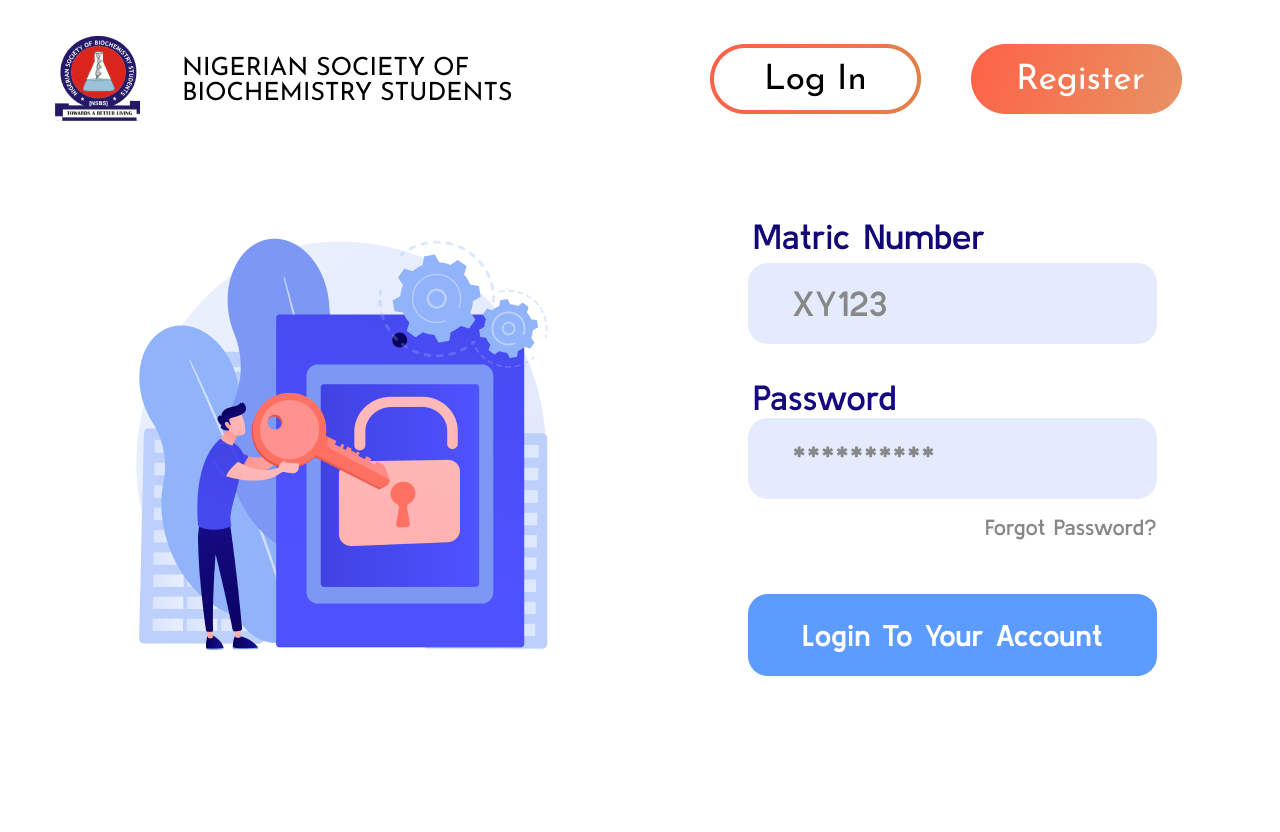 NIGERIAN SOCIETY OF BIOCHEMISTRY STUDENTS
[NSBS]
TOWARDS A BETTER LIVING
NIGERIAN SOCIETY OF
BIOCHEMISTRY STUDENTS
Log In
Register
Matric Number
XY123
Password
**********
Forgot Password?
Login To Your Account